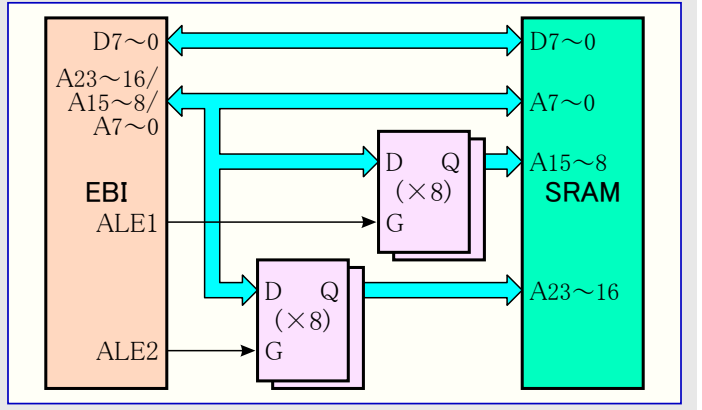 D7～0
A23～16/
A15～8/
A7～0
EBI
ALE1
ALE2
D Q
(×8)
G
D Q
(×8)
G
D7～0
A7～0
A15～8
SRAM
A23～16